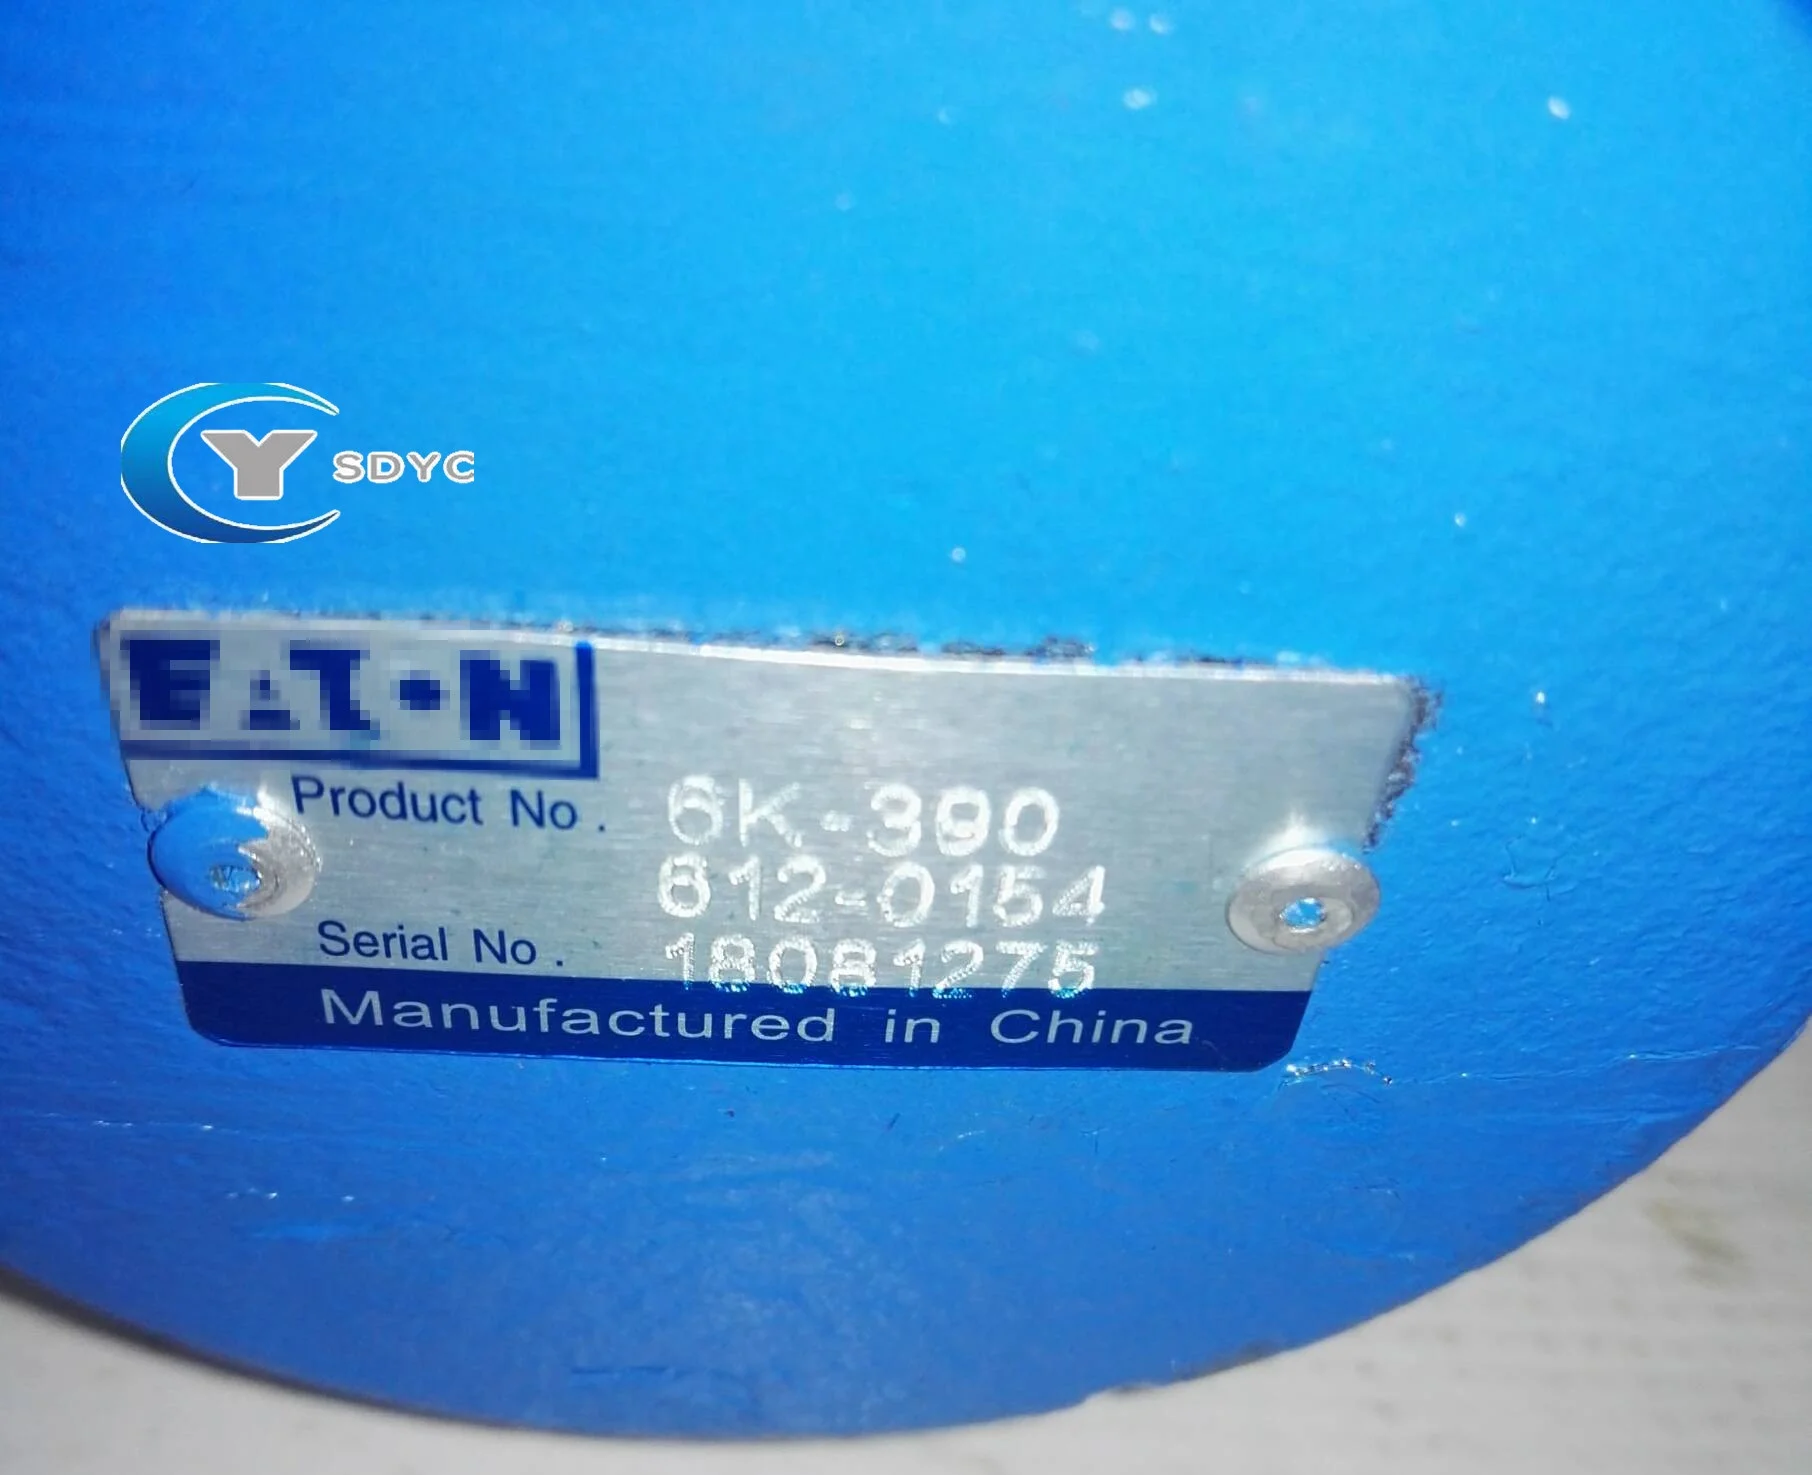 Y SDYC
EATON
Product No. 6K-390
612-0154
Serial No. 18081275
Manufactured in China